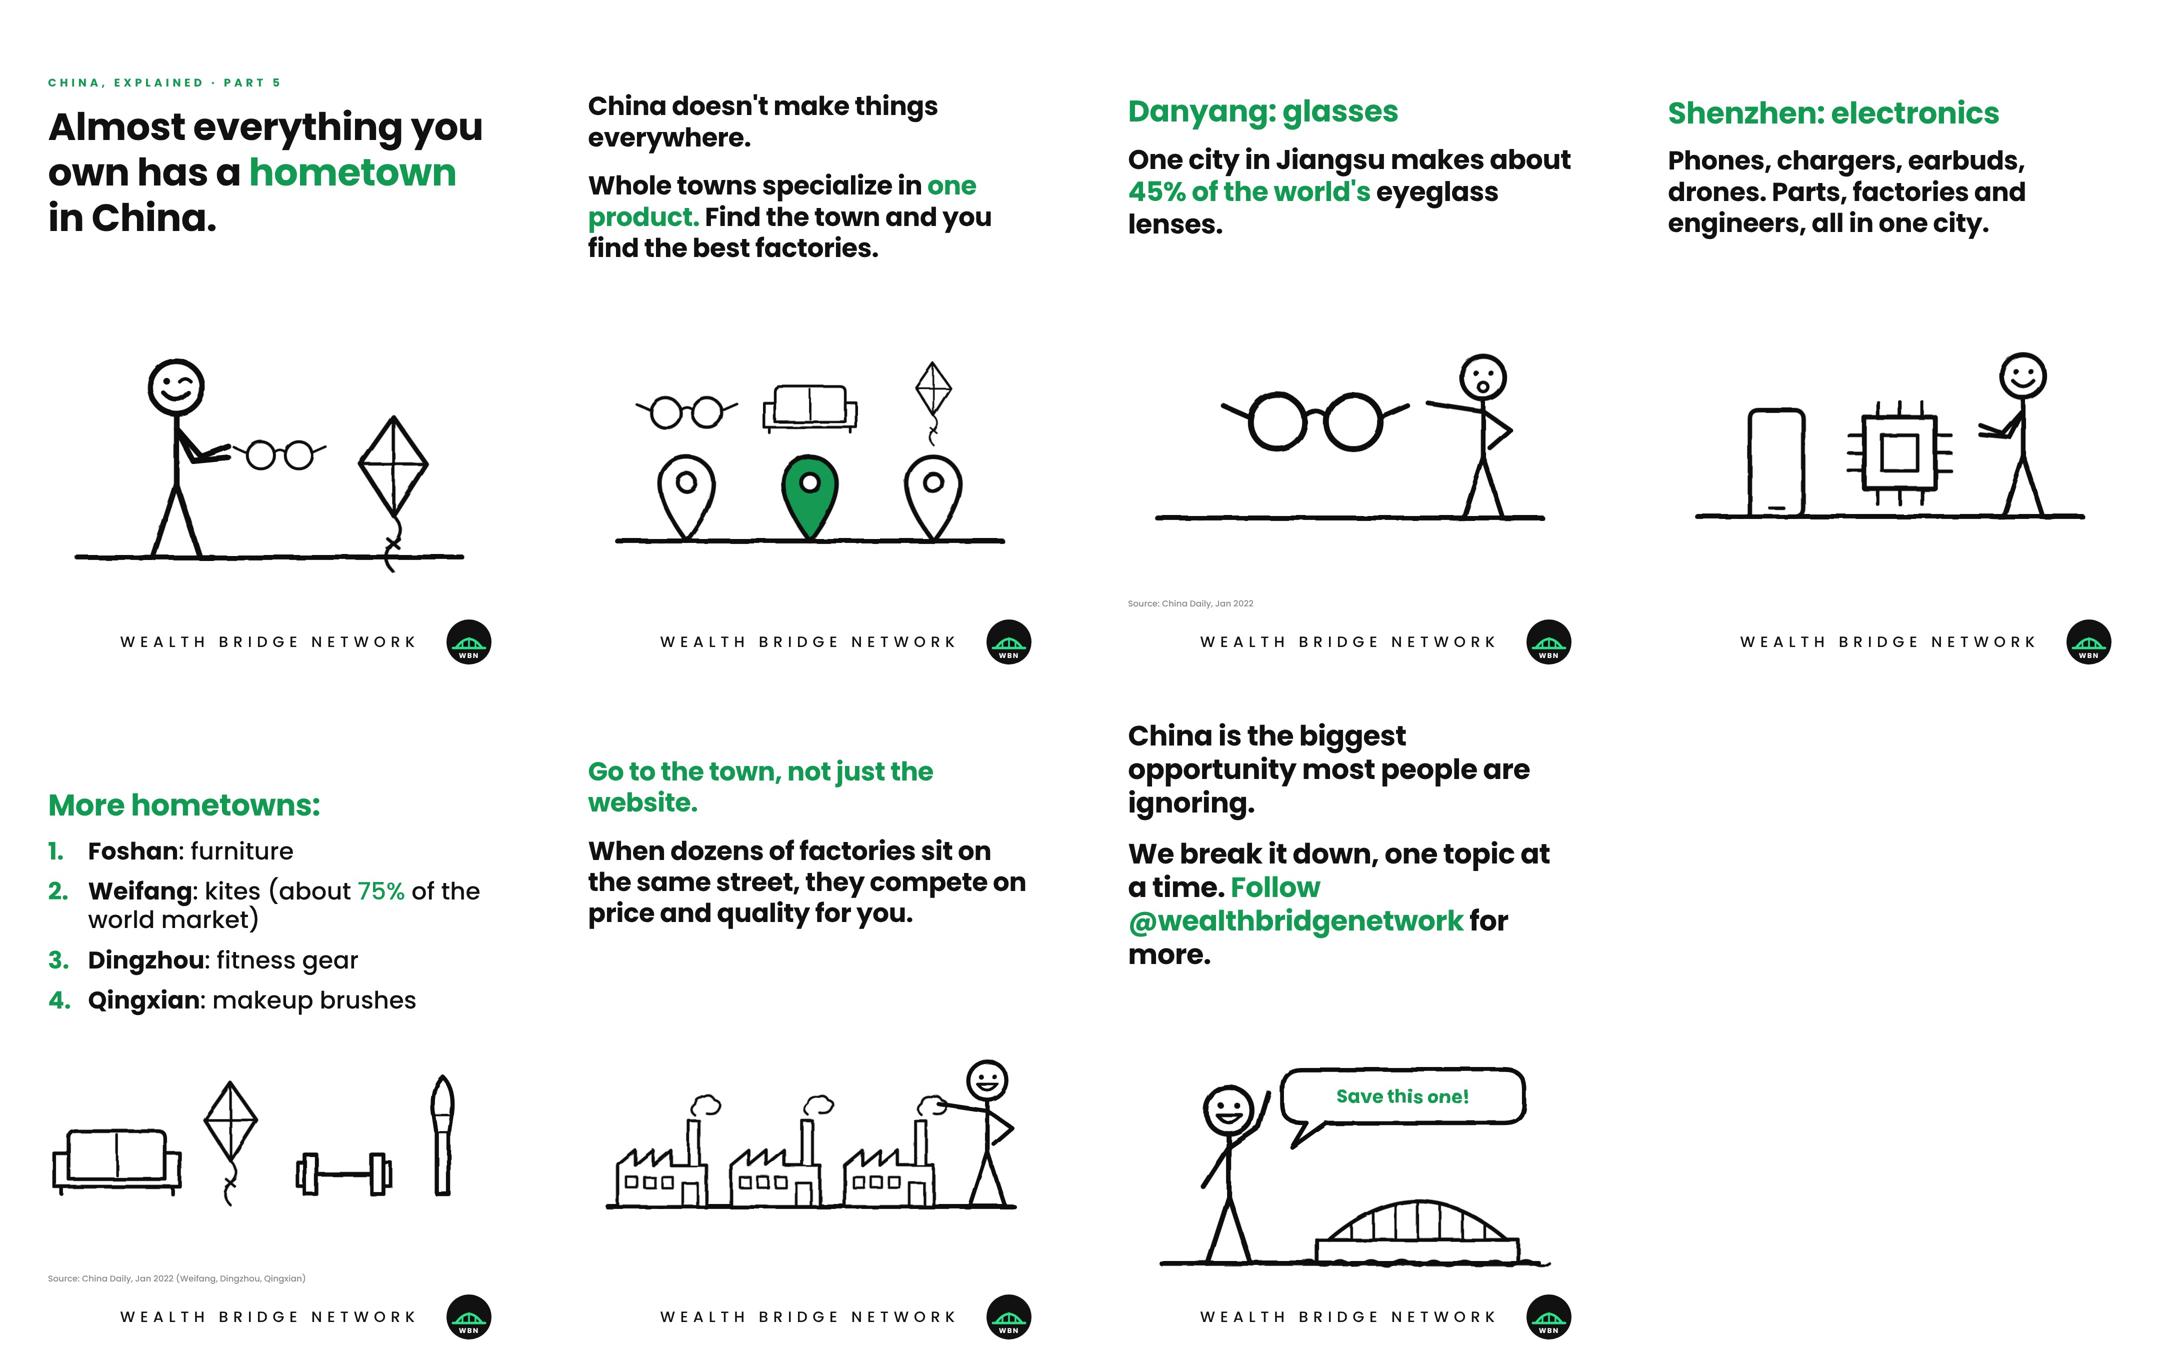 CHINA, EXPLAINED · PART 5
Almost everything you
own has a hometown
in China.
WEALTH BRIDGE NETWORK
WBN
China doesn't make things
everywhere.
Whole towns specialize in one
product. Find the town and you
find the best factories.
WEALTH BRIDGE NETWORK
WBN
Danyang: glasses
One city in Jiangsu makes about
45% of the world's eyeglass
lenses.
Source: China Daily, Jan 2022
WEALTH BRIDGE NETWORK
WBN
Shenzhen: electronics
Phones, chargers, earbuds,
drones. Parts, factories and
engineers, all in one city.
WEALTH BRIDGE NETWORK
WBN
More hometowns:
1. Foshan: furniture
2. Weifang: kites (about 75% of the
world market)
3. Dingzhou: fitness gear
4. Qingxian: makeup brushes
Source: China Daily, Jan 2022 (Weifang, Dingzhou, Qingxian)
WEALTH BRIDGE NETWORK
WBN
Go to the town, not just the
website.
When dozens of factories sit on
the same street, they compete on
price and quality for you.
WEALTH BRIDGE NETWORK
WBN
China is the biggest
opportunity most people are
ignoring.
We break it down, one topic at
a time. Follow
@wealthbridgenetwork for
more.
Save this one!
WEALTH BRIDGE NETWORK
WBN